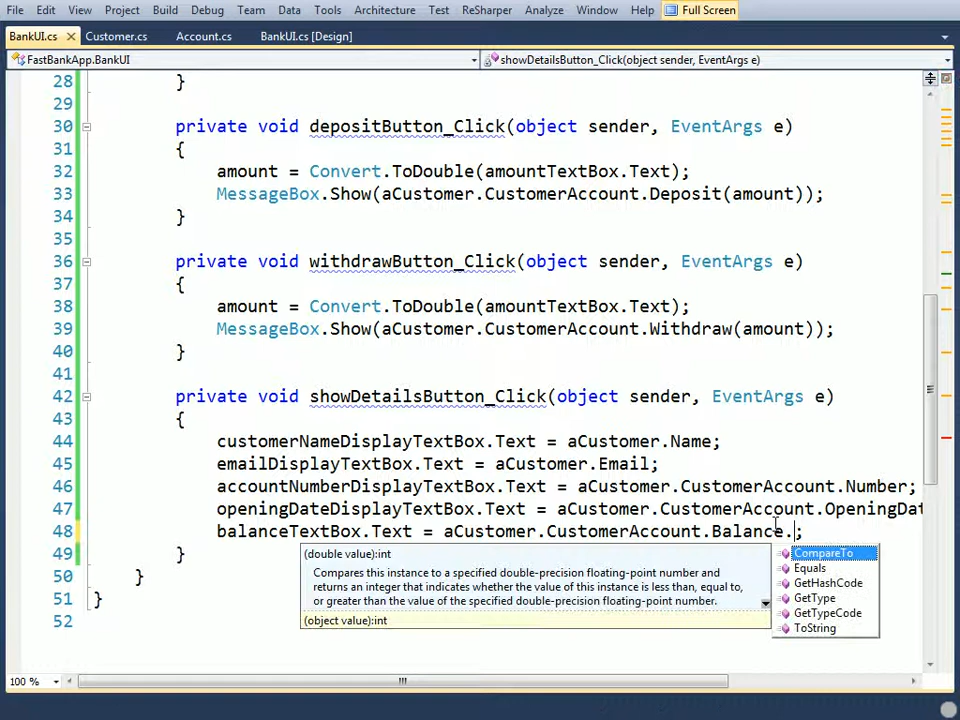 File Edit View Project Build Debug Team Data Tools Architecture Test ReSharper Analyze Window Help Full Screen
BankUI.cs Customer.cs Account.cs BankUI.cs [Design]
FastBankApp.BankUI showDetailsButton_Click(object sender, EventArgs e)
28 }
29
30 private void depositButton_Click(object sender, EventArgs e)
31 {
32 amount = Convert.ToDouble(amountTextBox.Text);
33 MessageBox.Show(aCustomer.CustomerAccount.Deposit(amount));
34 }
35
36 private void withdrawButton_Click(object sender, EventArgs e)
37 {
38 amount = Convert.ToDouble(amountTextBox.Text);
39 MessageBox.Show(aCustomer.CustomerAccount.Withdraw(amount));
40 }
41
42 private void showDetailsButton_Click(object sender, EventArgs e)
43 {
44 customerNameDisplayTextBox.Text = aCustomer.Name;
45 emailDisplayTextBox.Text = aCustomer.Email;
46 accountNumberDisplayTextBox.Text = aCustomer.CustomerAccount.Number;
47 openingDateDisplayTextBox.Text = aCustomer.CustomerAccount.OpeningDat
48 balanceTextBox.Text = aCustomer.CustomerAccount.Balance.;
49 }
50 }
51 }
52
(double value):int
Compares this instance to a specified double-precision floating-point number and
returns an integer that indicates whether the value of this instance is less than, equal to,
or greater than the value of the specified double-precision floating-point number.
(object value):int
CompareTo
Equals
GetHashCode
GetType
GetTypeCode
ToString
100 %